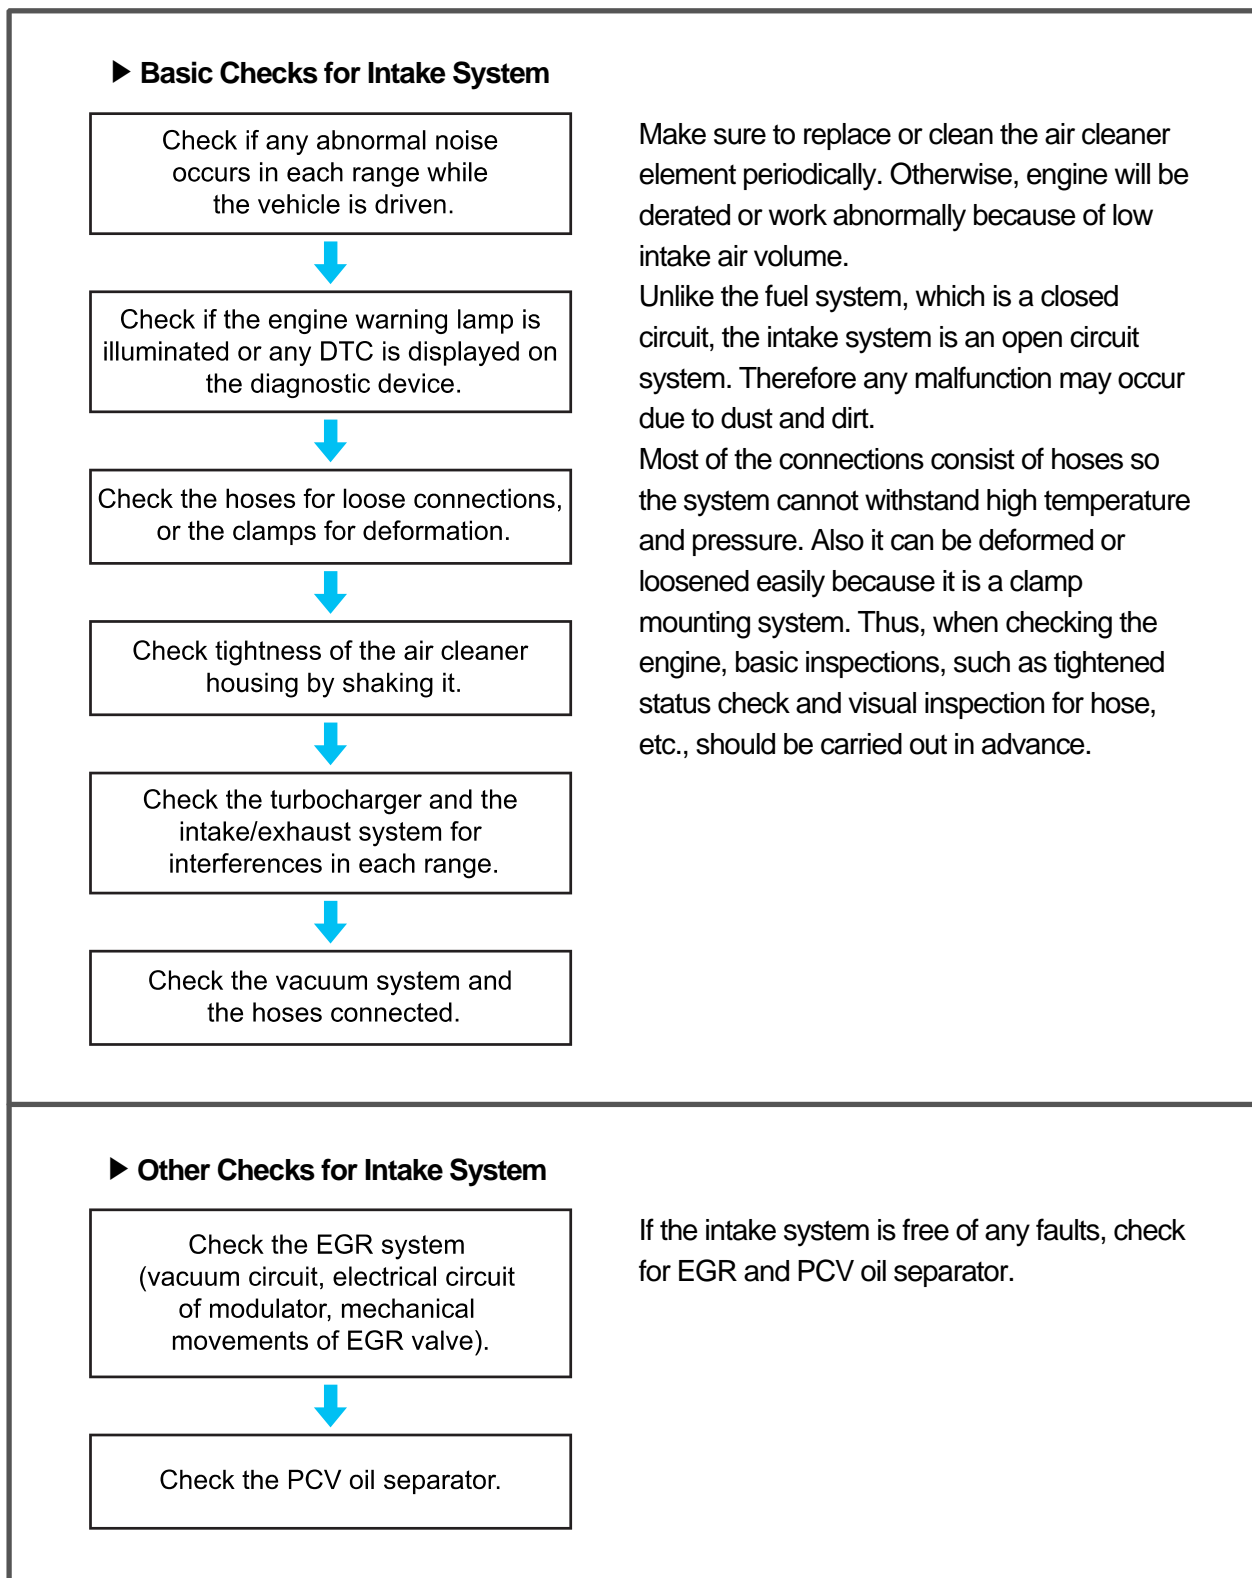 ▶ Basic Checks for Intake System
Check if any abnormal noise
occurs in each range while
the vehicle is driven.
Check if the engine warning lamp is
illuminated or any DTC is displayed on
the diagnostic device.
Check the hoses for loose connections,
or the clamps for deformation.
Check tightness of the air cleaner
housing by shaking it.
Check the turbocharger and the
intake/exhaust system for
interferences in each range.
Check the vacuum system and
the hoses connected.
Make sure to replace or clean the air cleaner
element periodically. Otherwise, engine will be
derated or work abnormally because of low
intake air volume.
Unlike the fuel system, which is a closed
circuit, the intake system is an open circuit
system. Therefore any malfunction may occur
due to dust and dirt.
Most of the connections consist of hoses so
the system cannot withstand high temperature
and pressure. Also it can be deformed or
loosened easily because it is a clamp
mounting system. Thus, when checking the
engine, basic inspections, such as tightened
status check and visual inspection for hose,
etc., should be carried out in advance.
▶ Other Checks for Intake System
Check the EGR system
(vacuum circuit, electrical circuit
of modulator, mechanical
movements of EGR valve).
Check the PCV oil separator.
If the intake system is free of any faults, check
for EGR and PCV oil separator.